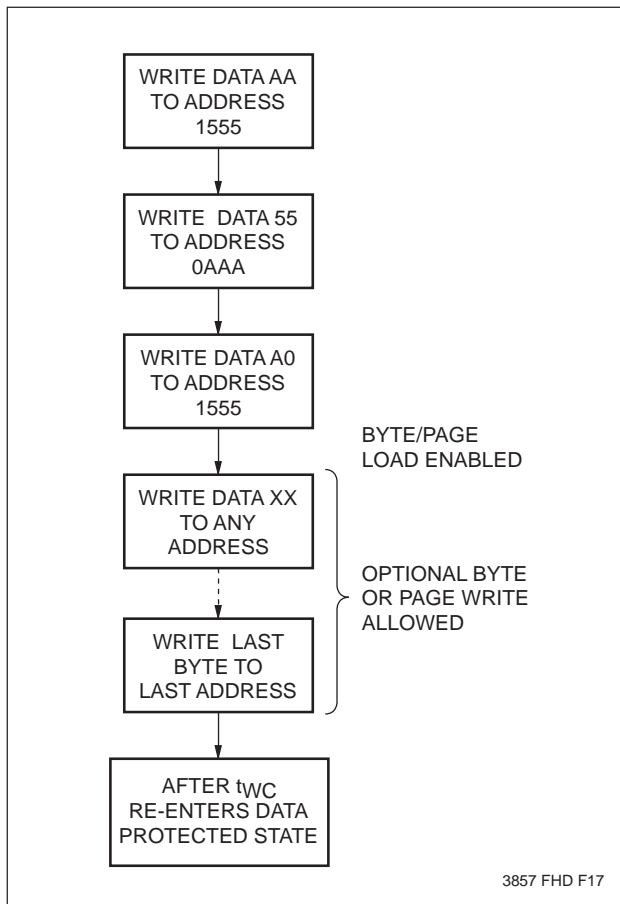 WRITE DATA AA
TO ADDRESS
1555
WRITE DATA 55
TO ADDRESS
0AAA
WRITE DATA A0
TO ADDRESS
1555
BYTE/PAGE
LOAD ENABLED
WRITE DATA XX
TO ANY
ADDRESS
OPTIONAL BYTE
OR PAGE WRITE
ALLOWED
WRITE LAST
BYTE TO
LAST ADDRESS
AFTER tWC
RE-ENTERS DATA
PROTECTED STATE
3857 FHD F17